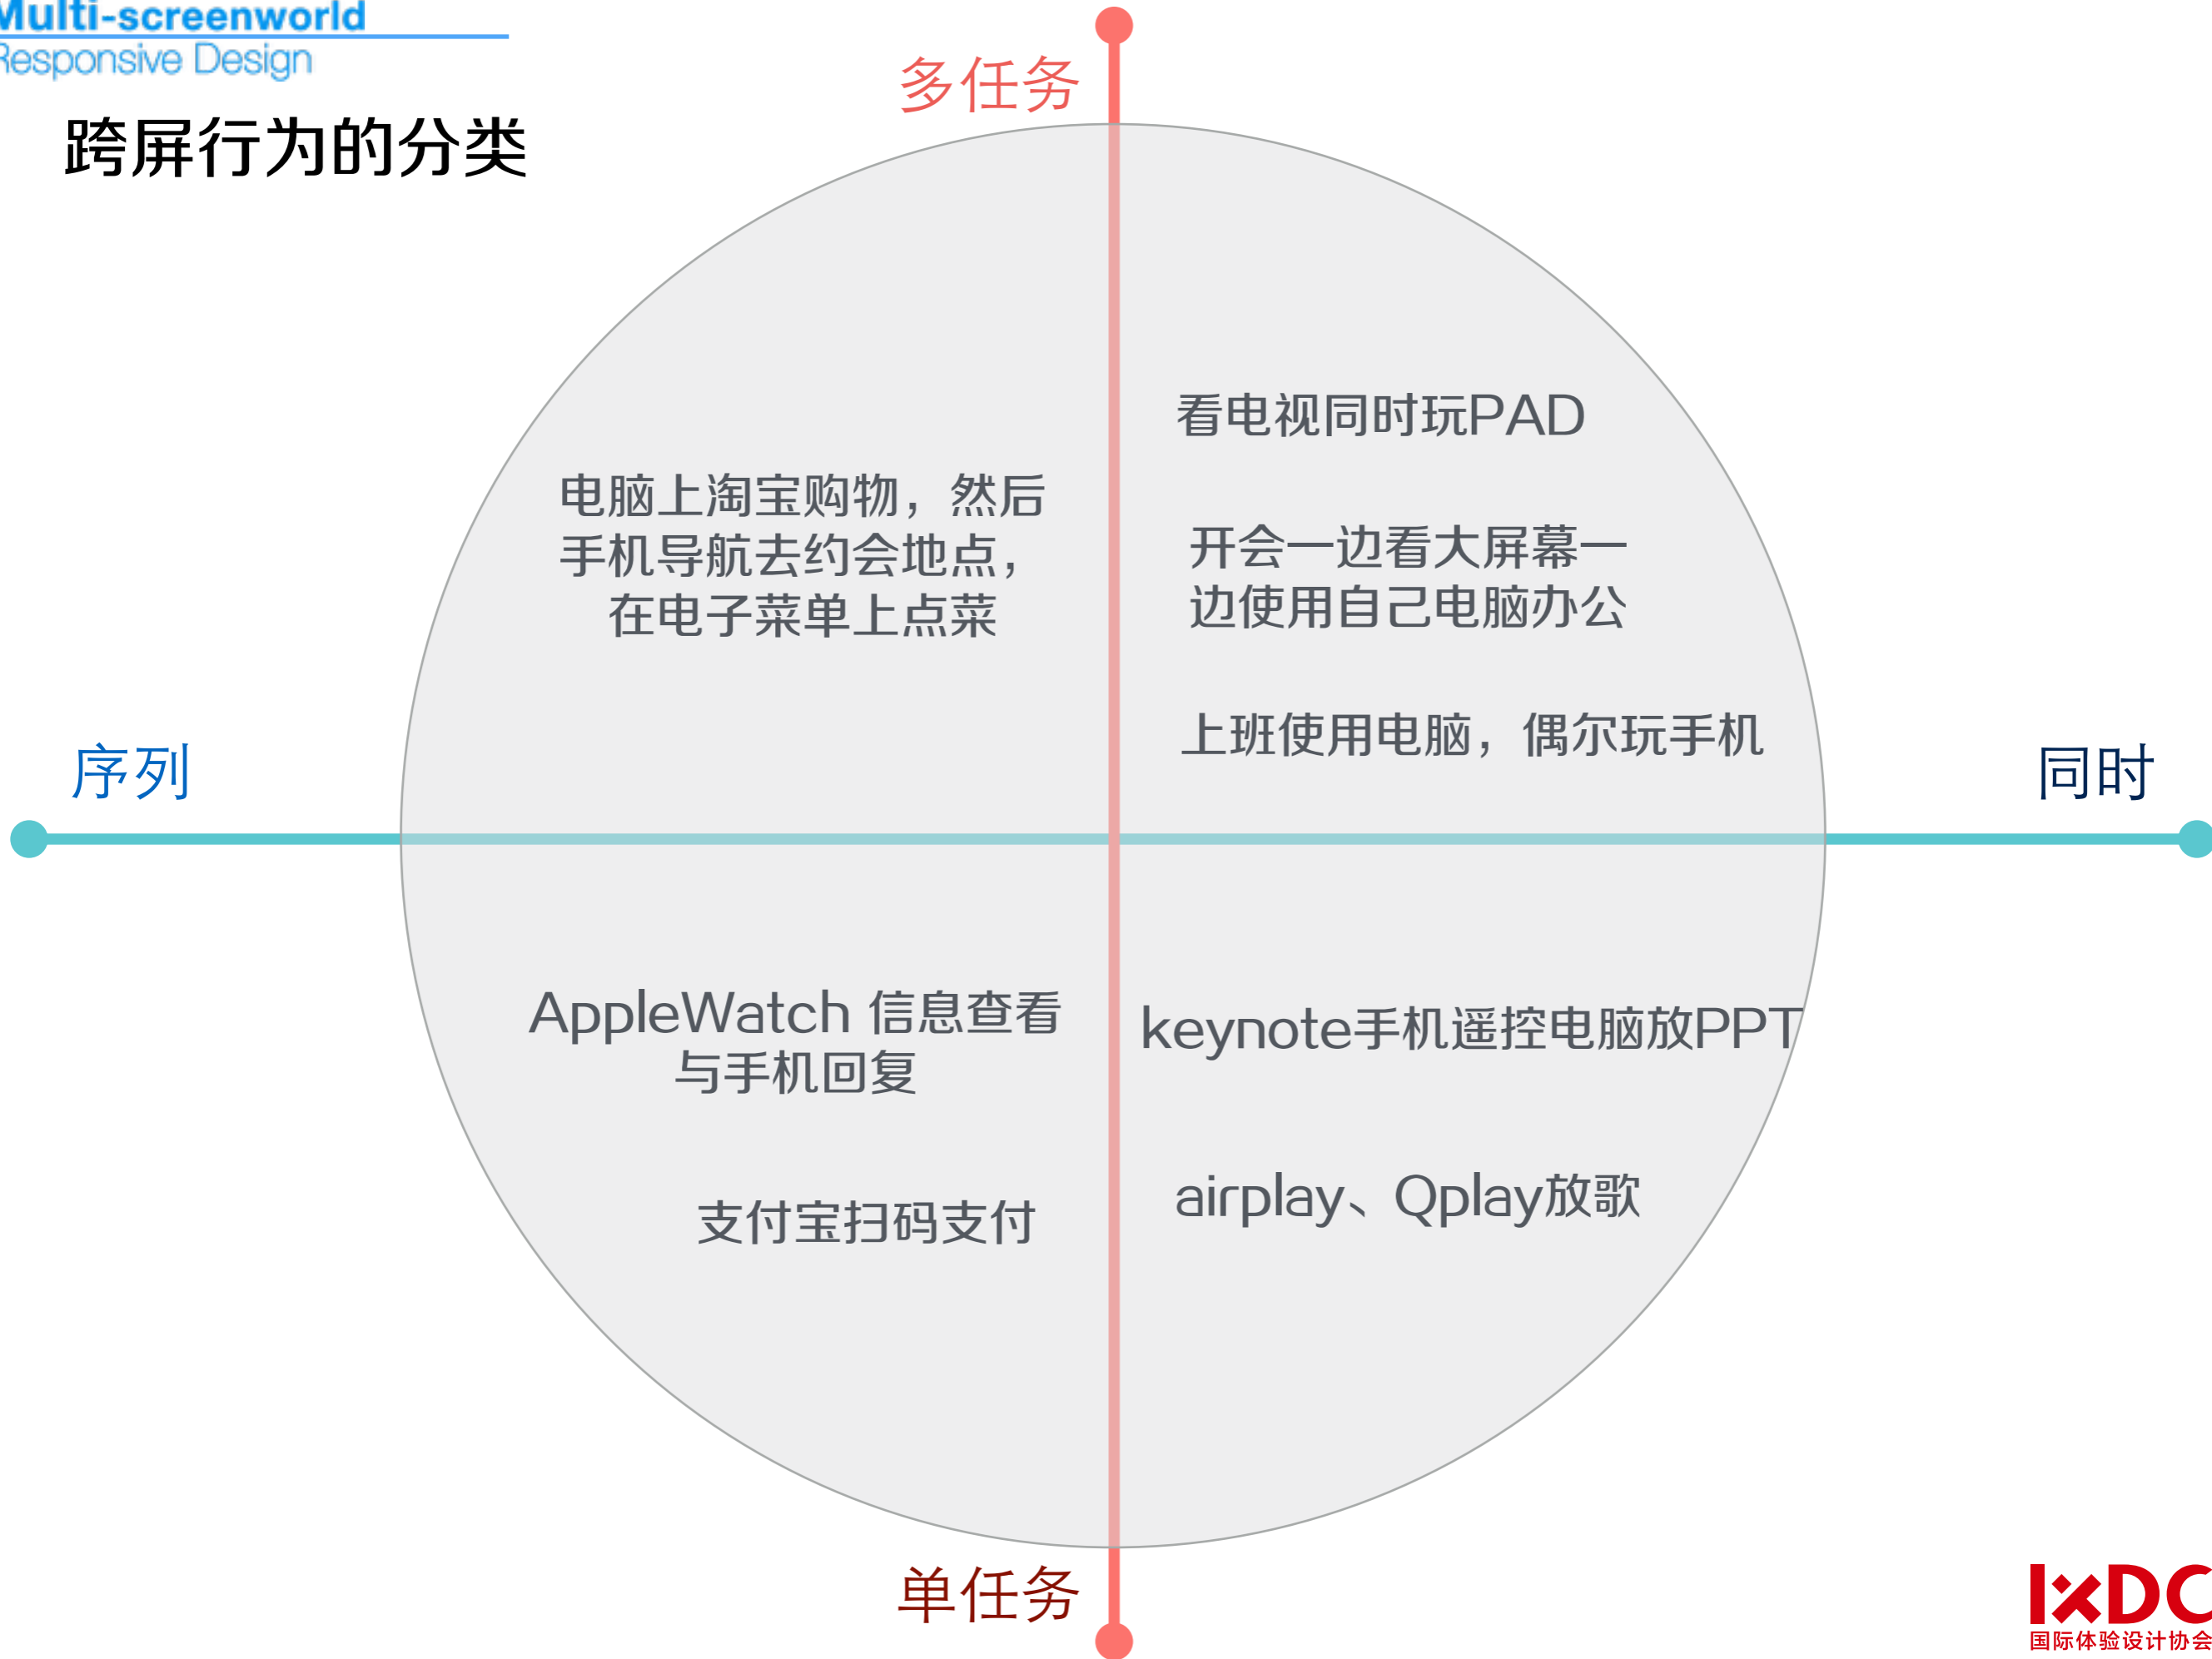 Multi-screenworld
Responsive Design
跨屏行为的分类
多任务
看电视同时玩PAD
电脑上淘宝购物，然后
手机导航去约会地点，
在电子菜单上点菜
开会一边看大屏幕一
边使用自己电脑办公
上班使用电脑，偶尔玩手机
序列
同时
AppleWatch 信息查看
与手机回复
支付宝扫码支付
keynote手机遥控电脑放PPT
airplay、Qplay放歌
单任务
IXDC
国际体验设计协会